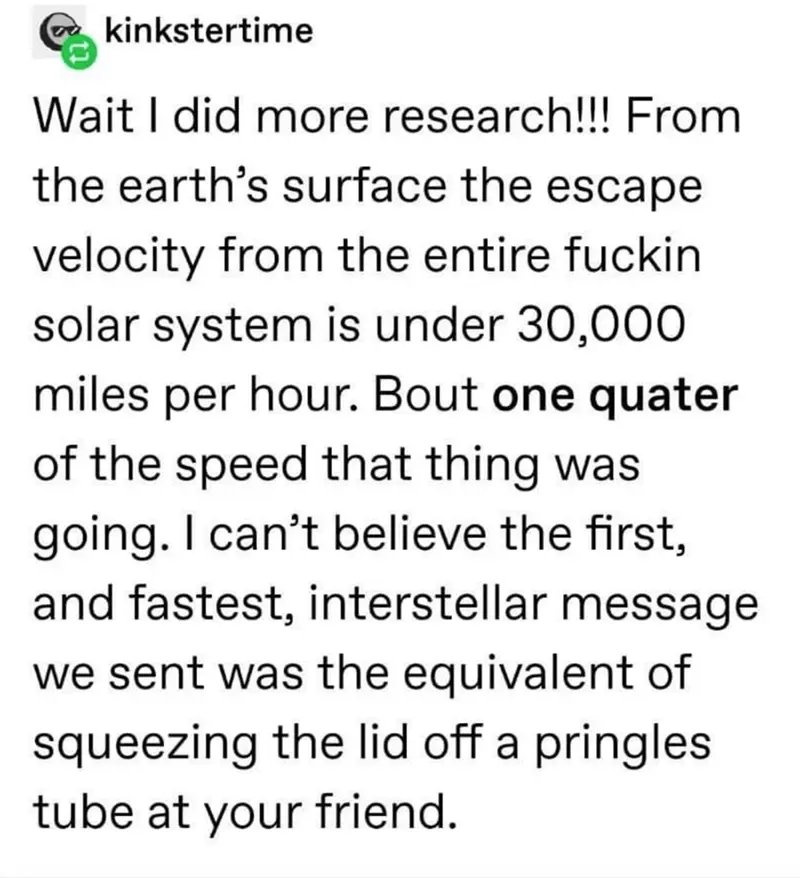 kinkstertime
Wait I did more research!!! From
the earth's surface the escape
velocity from the entire fuckin
solar system is under 30,000
miles per hour. Bout one quater
of the speed that thing was
going. I can't believe the first,
and fastest, interstellar message
we sent was the equivalent of
squeezing the lid off a pringles
tube at your friend.